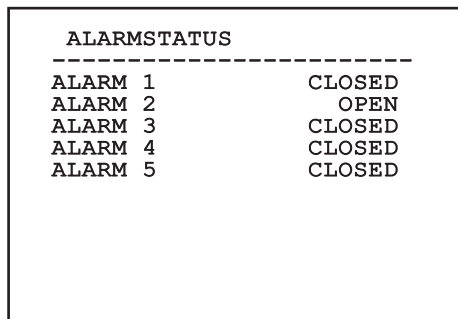 ALARMSTATUS
------------------------
ALARM 1 CLOSED
ALARM 2 OPEN
ALARM 3 CLOSED
ALARM 4 CLOSED
ALARM 5 CLOSED